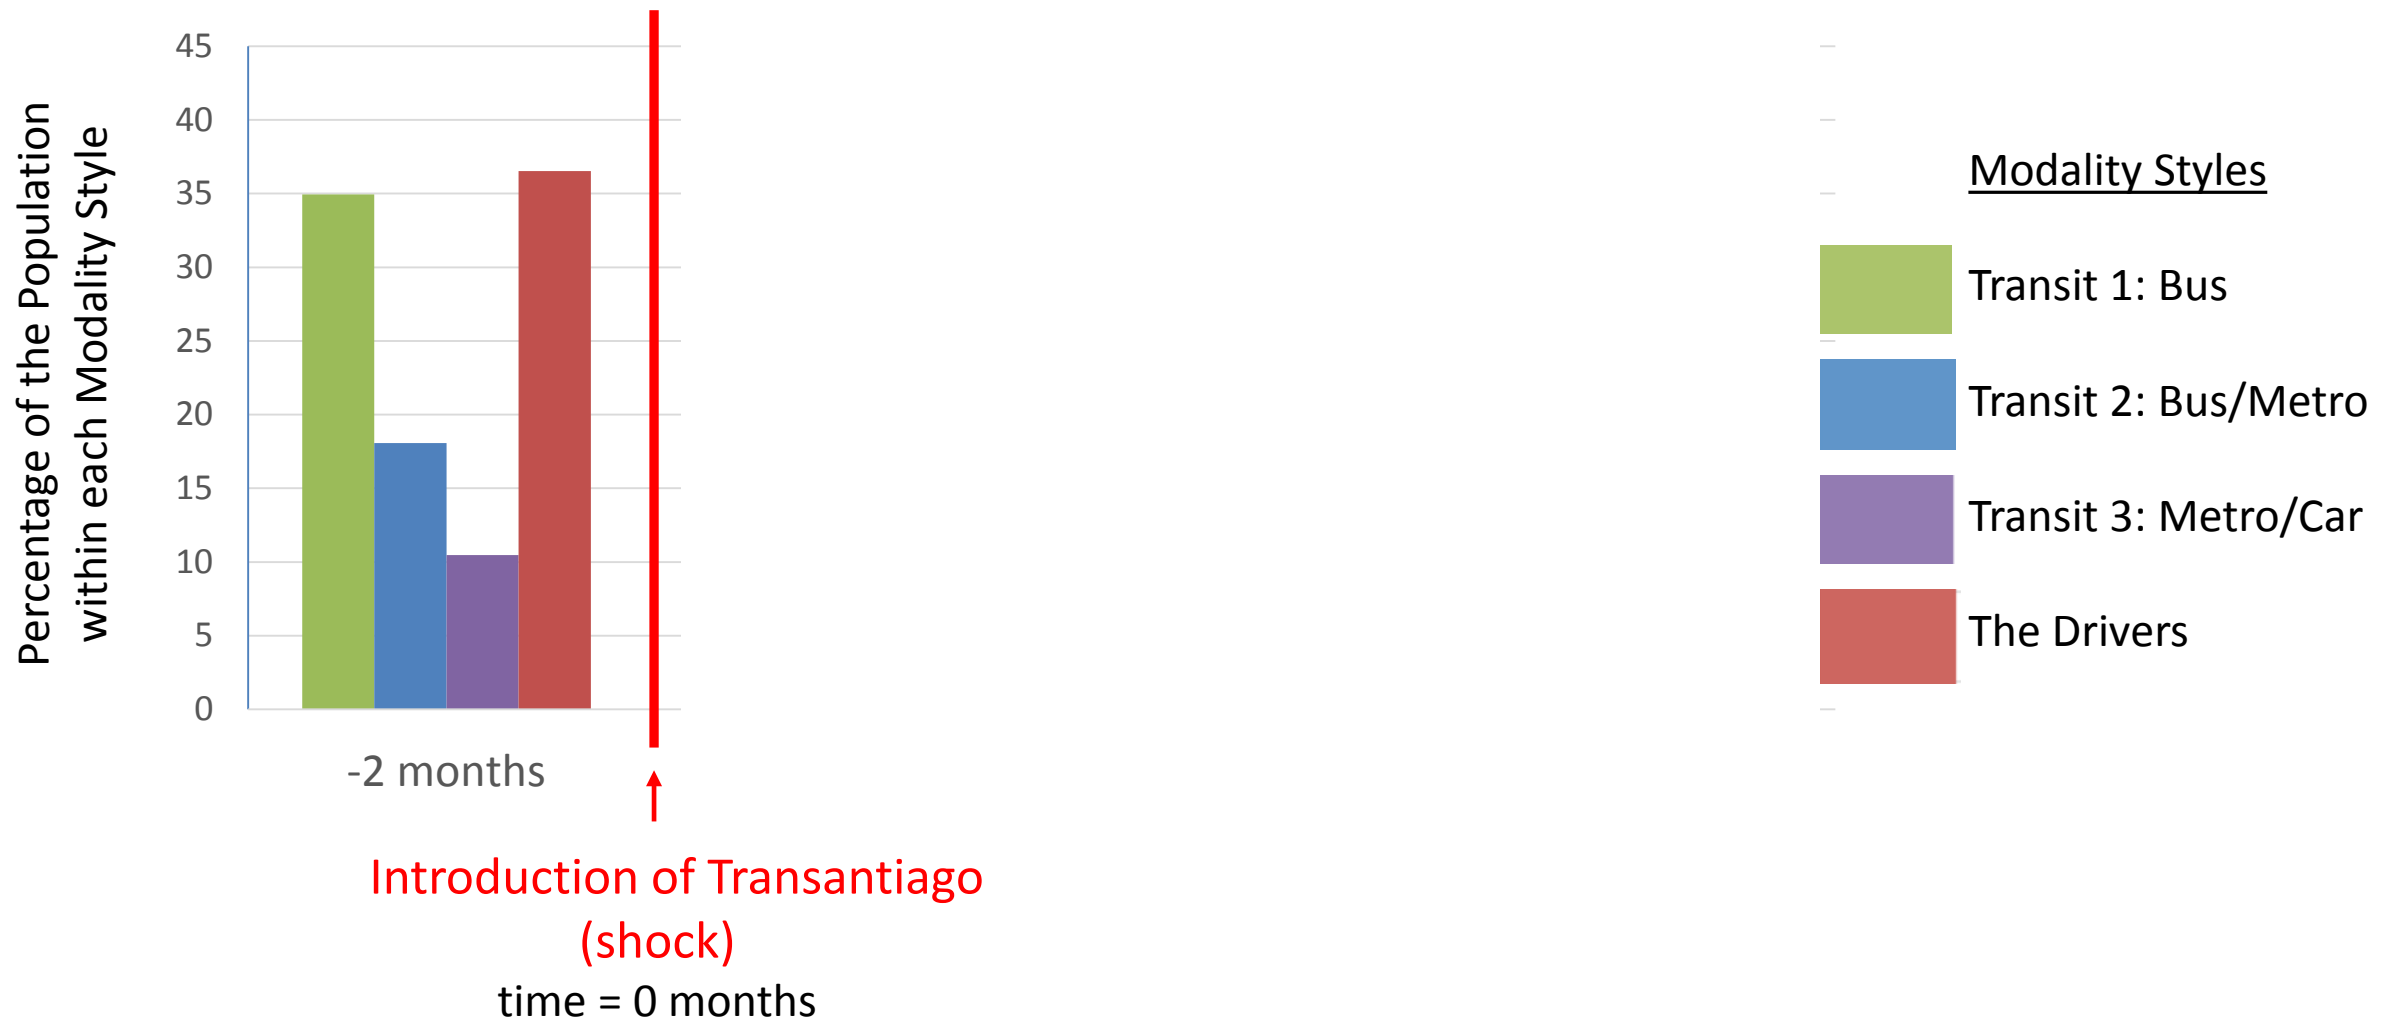 Percentage of the Population
within each Modality Style
45
40
35
30
25
20
15
10
5
0
-2 months
Introduction of Transantiago
(shock)
time = 0 months
Modality Styles
Transit 1: Bus
Transit 2: Bus/Metro
Transit 3: Metro/Car
The Drivers